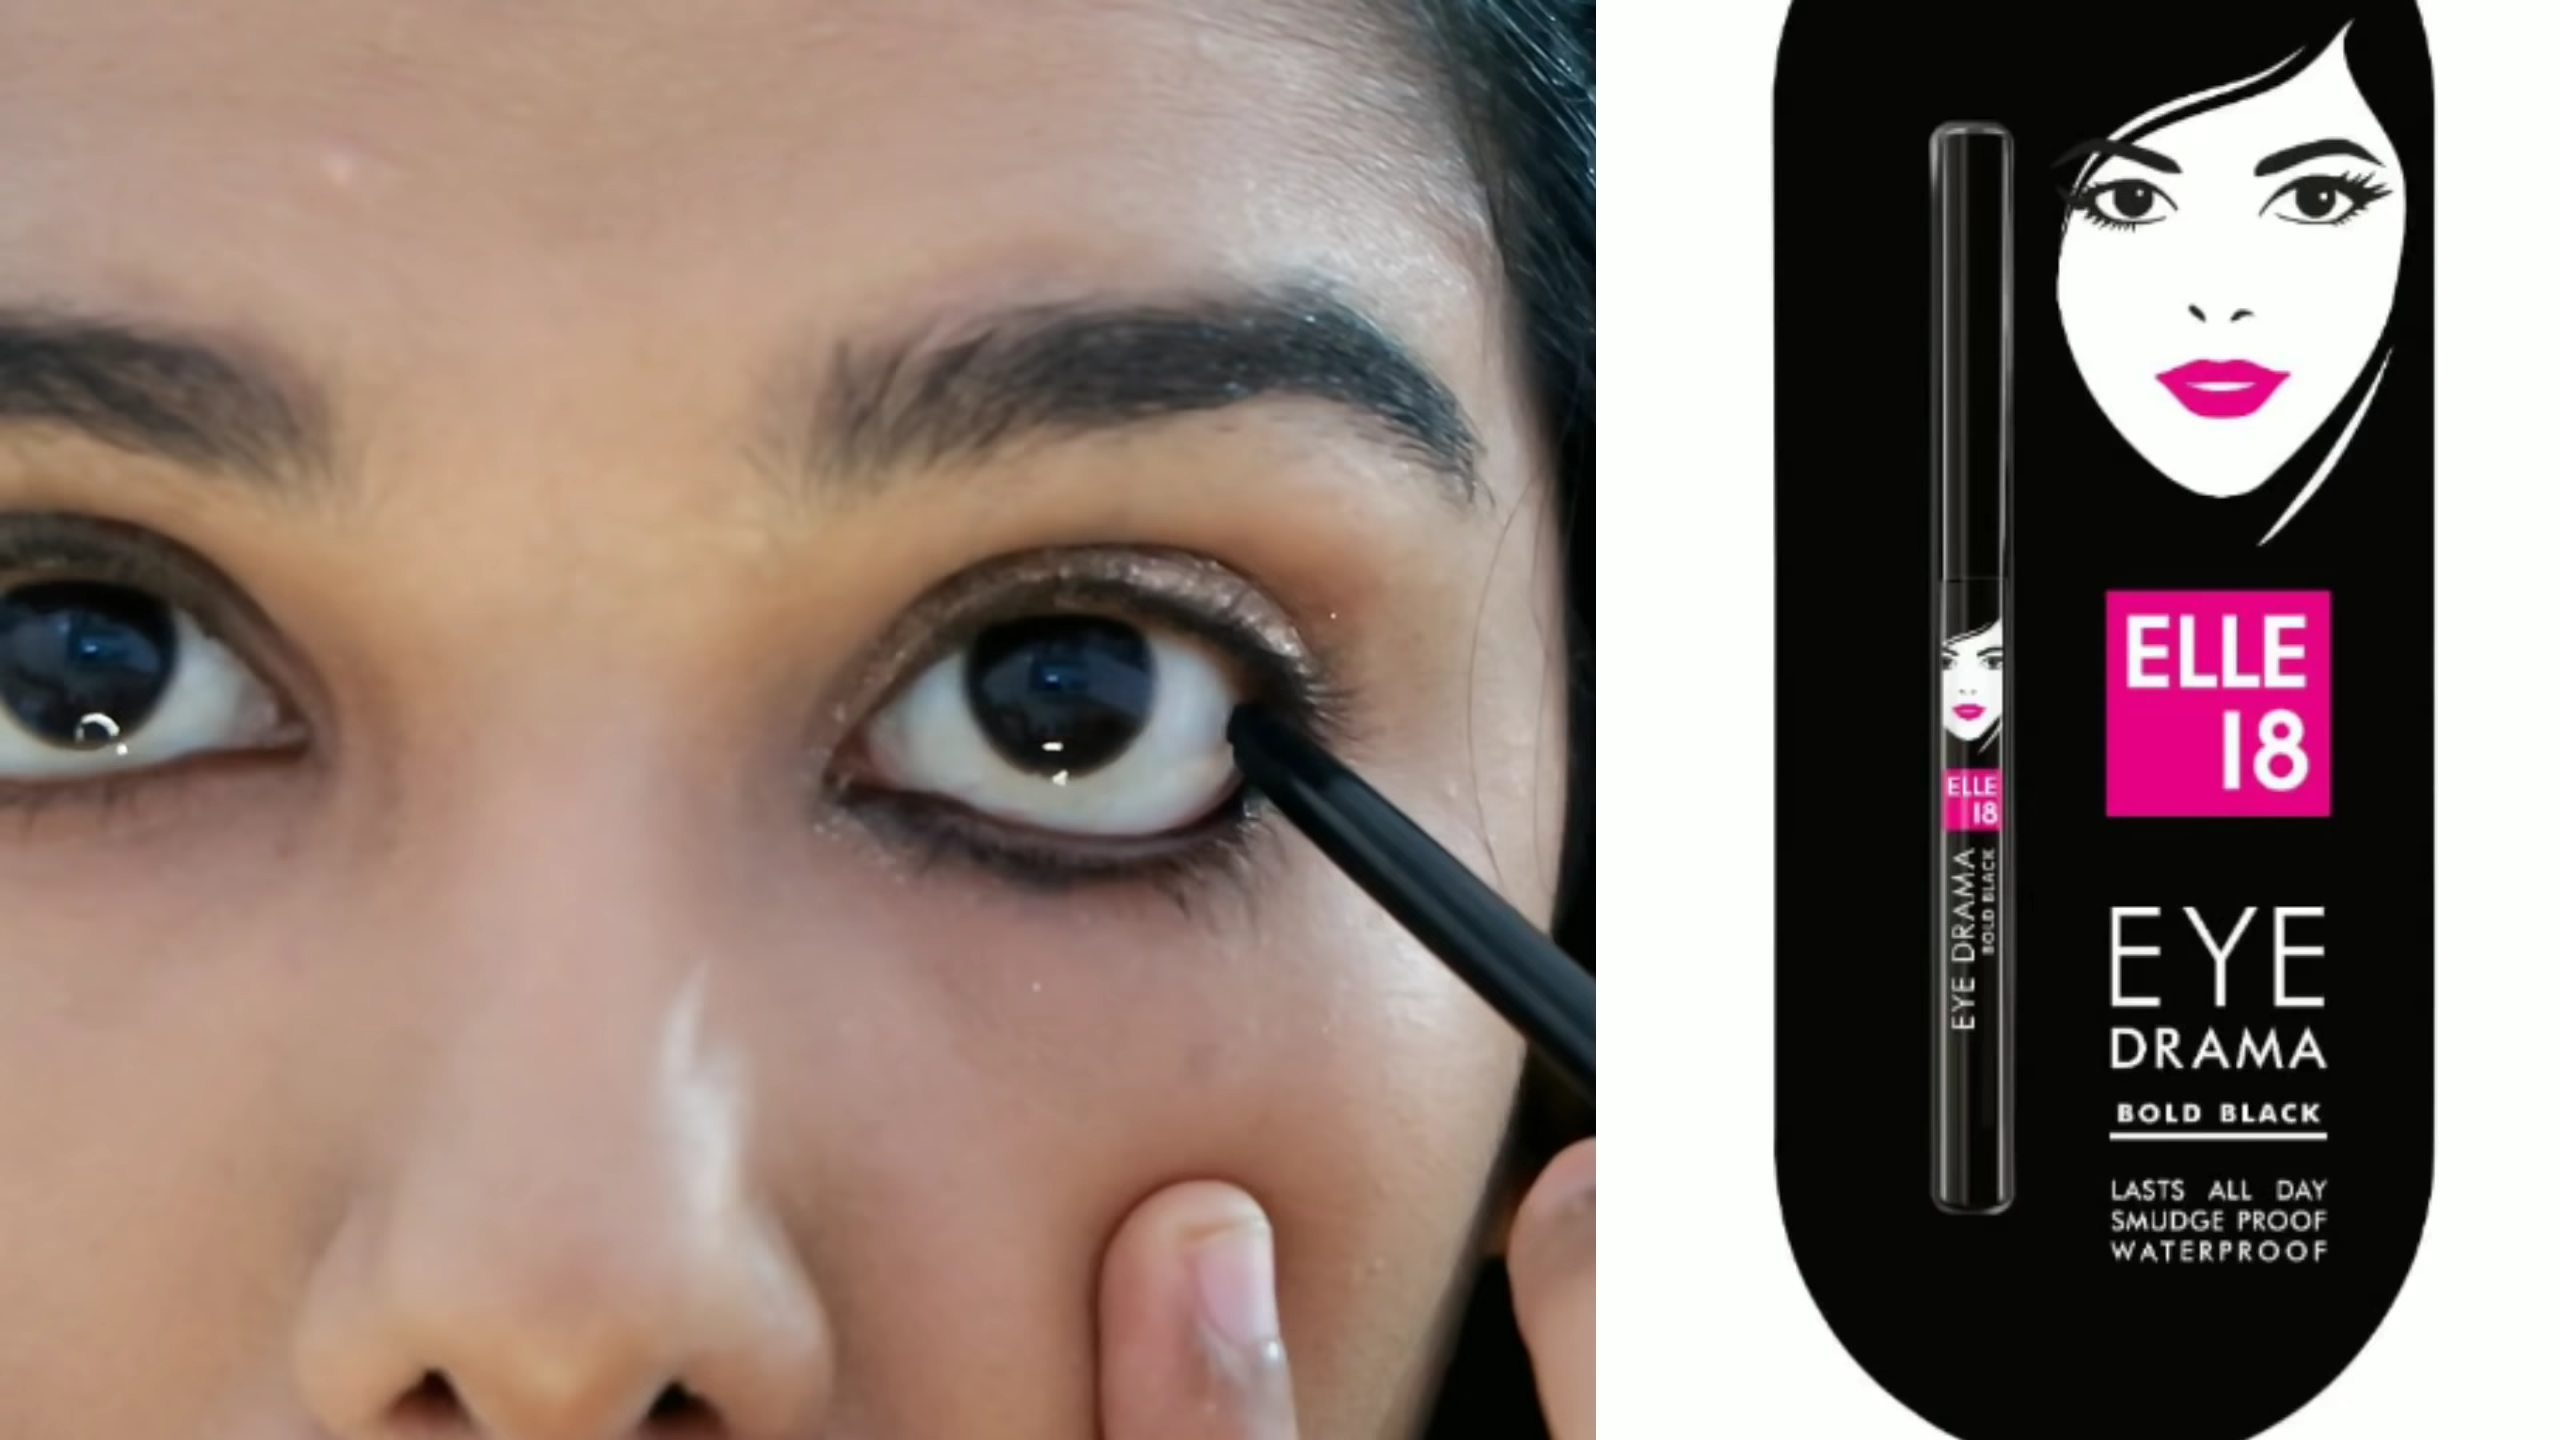 ELLE
18
EYE DRAMA
BOLD BLACK
ELLE
18
EYE
DRAMA
BOLD BLACK
LASTS ALL DAY
SMUDGE PROOF
WATERPROOF